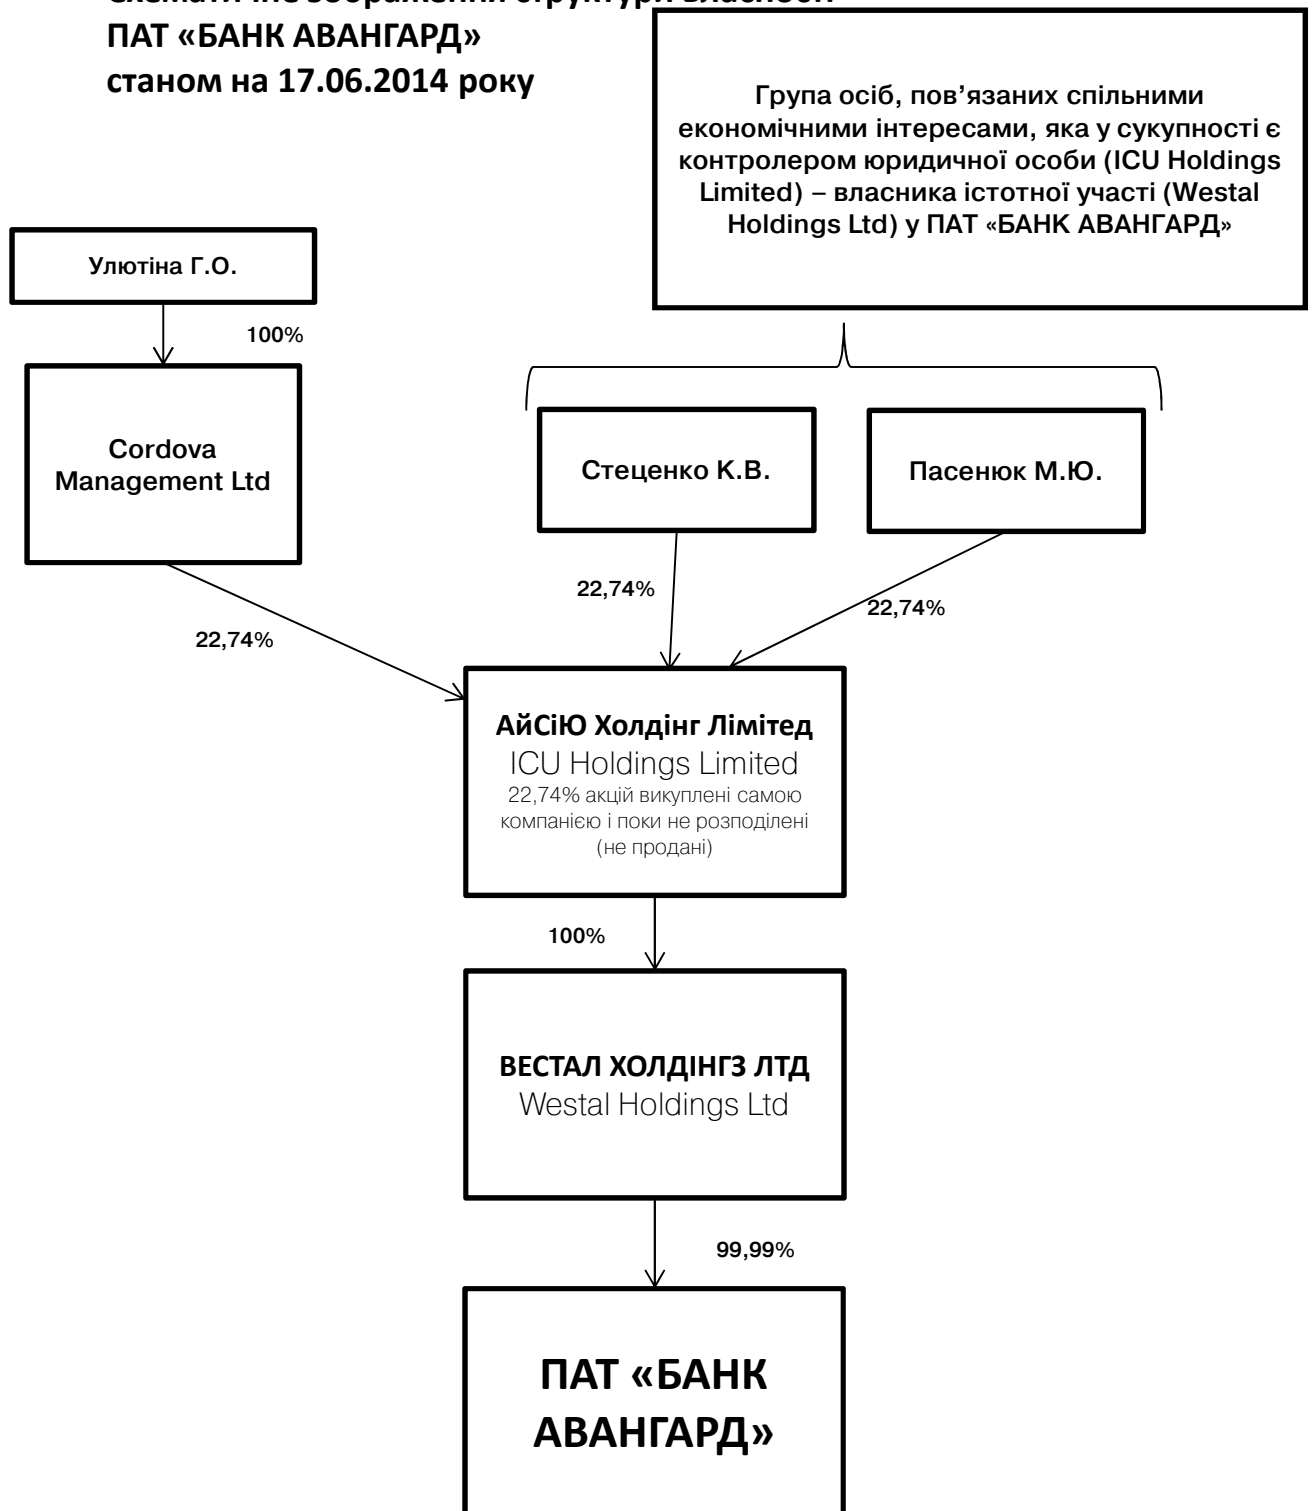 ПАТ «БАНК АВАНГАРД»
станом на 17.06.2014 року
Група осіб, пов’язаних спільними
економічними інтересами, яка у сукупності є
контролером юридичної особи (ICU Holdings
Limited) – власника істотної участі (Westal
Holdings Ltd) у ПАТ «БАНК АВАНГАРД»
Улютіна Г.О.
100%
Cordova
Management Ltd
Стеценко К.В.
Пасенюк М.Ю.
22,74%
22,74%
22,74%
АйСіЮ Холдінг Лімітед
ICU Holdings Limited
22,74% акцій викуплені самою
компанією і поки не розподілені
(не продані)
100%
ВЕСТАЛ ХОЛДІНГЗ ЛТД
Westal Holdings Ltd
99,99%
ПАТ «БАНК
АВАНГАРД»